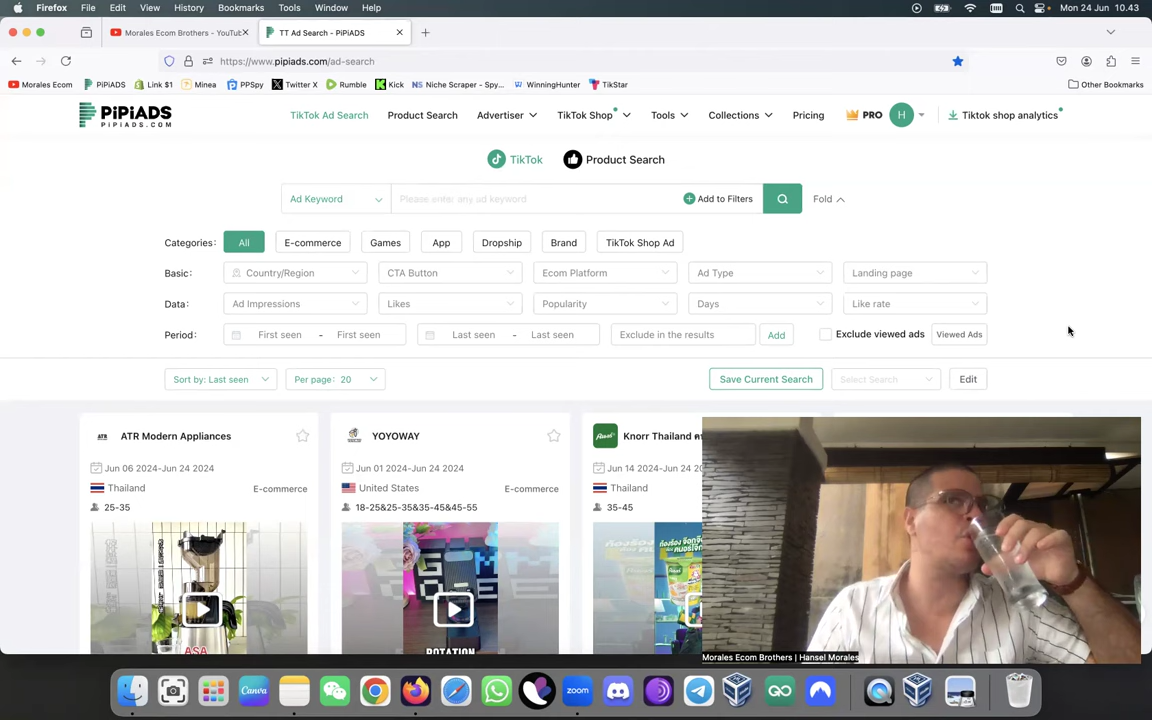 Firefox File Edit View History Bookmarks Tools Window Help Mon 24 Jun 10.43
Morales Ecom Brothers - YouTu
TT Ad Search - PiPiADS
https://www.pipiads.com/ad-search
Morales Ecom PiPiADS Link $1 Minea PPSpy Twitter X Rumble Kick Niche Scraper - Spy... WinningHunter TikStar Other Bookmarks
PiPiADS
PIPIADS.COM
TikTok Ad Search Product Search Advertiser TikTok Shop Tools Collections Pricing PRO H Tiktok shop analytics
TikTok Product Search
Ad Keyword Please enter any ad keyword Add to Filters Fold
Categories: All E-commerce Games App Dropship Brand TikTok Shop Ad
Basic: Country/Region CTA Button Ecom Platform Ad Type Landing page
Data: Ad Impressions Likes Popularity Days Like rate
Period: First seen - First seen Last seen - Last seen Exclude in the results Add Exclude viewed ads Viewed Ads
Sort by: Last seen Per page: 20 Save Current Search Select Search Edit
ATR ATR Modern Appliances YOYOWAY Knorr Thailand
Jun 06 2024-Jun 24 2024 Jun 01 2024-Jun 24 2024 Jun 14 2024-Jun 24 20
Thailand E-commerce United States E-commerce Thailand
25-35 18-25&25-35&35-45&45-55 35-45
ASA
ROTATION
Morales Ecom Brothers | Hansel Morales
Canva
zoom
GO